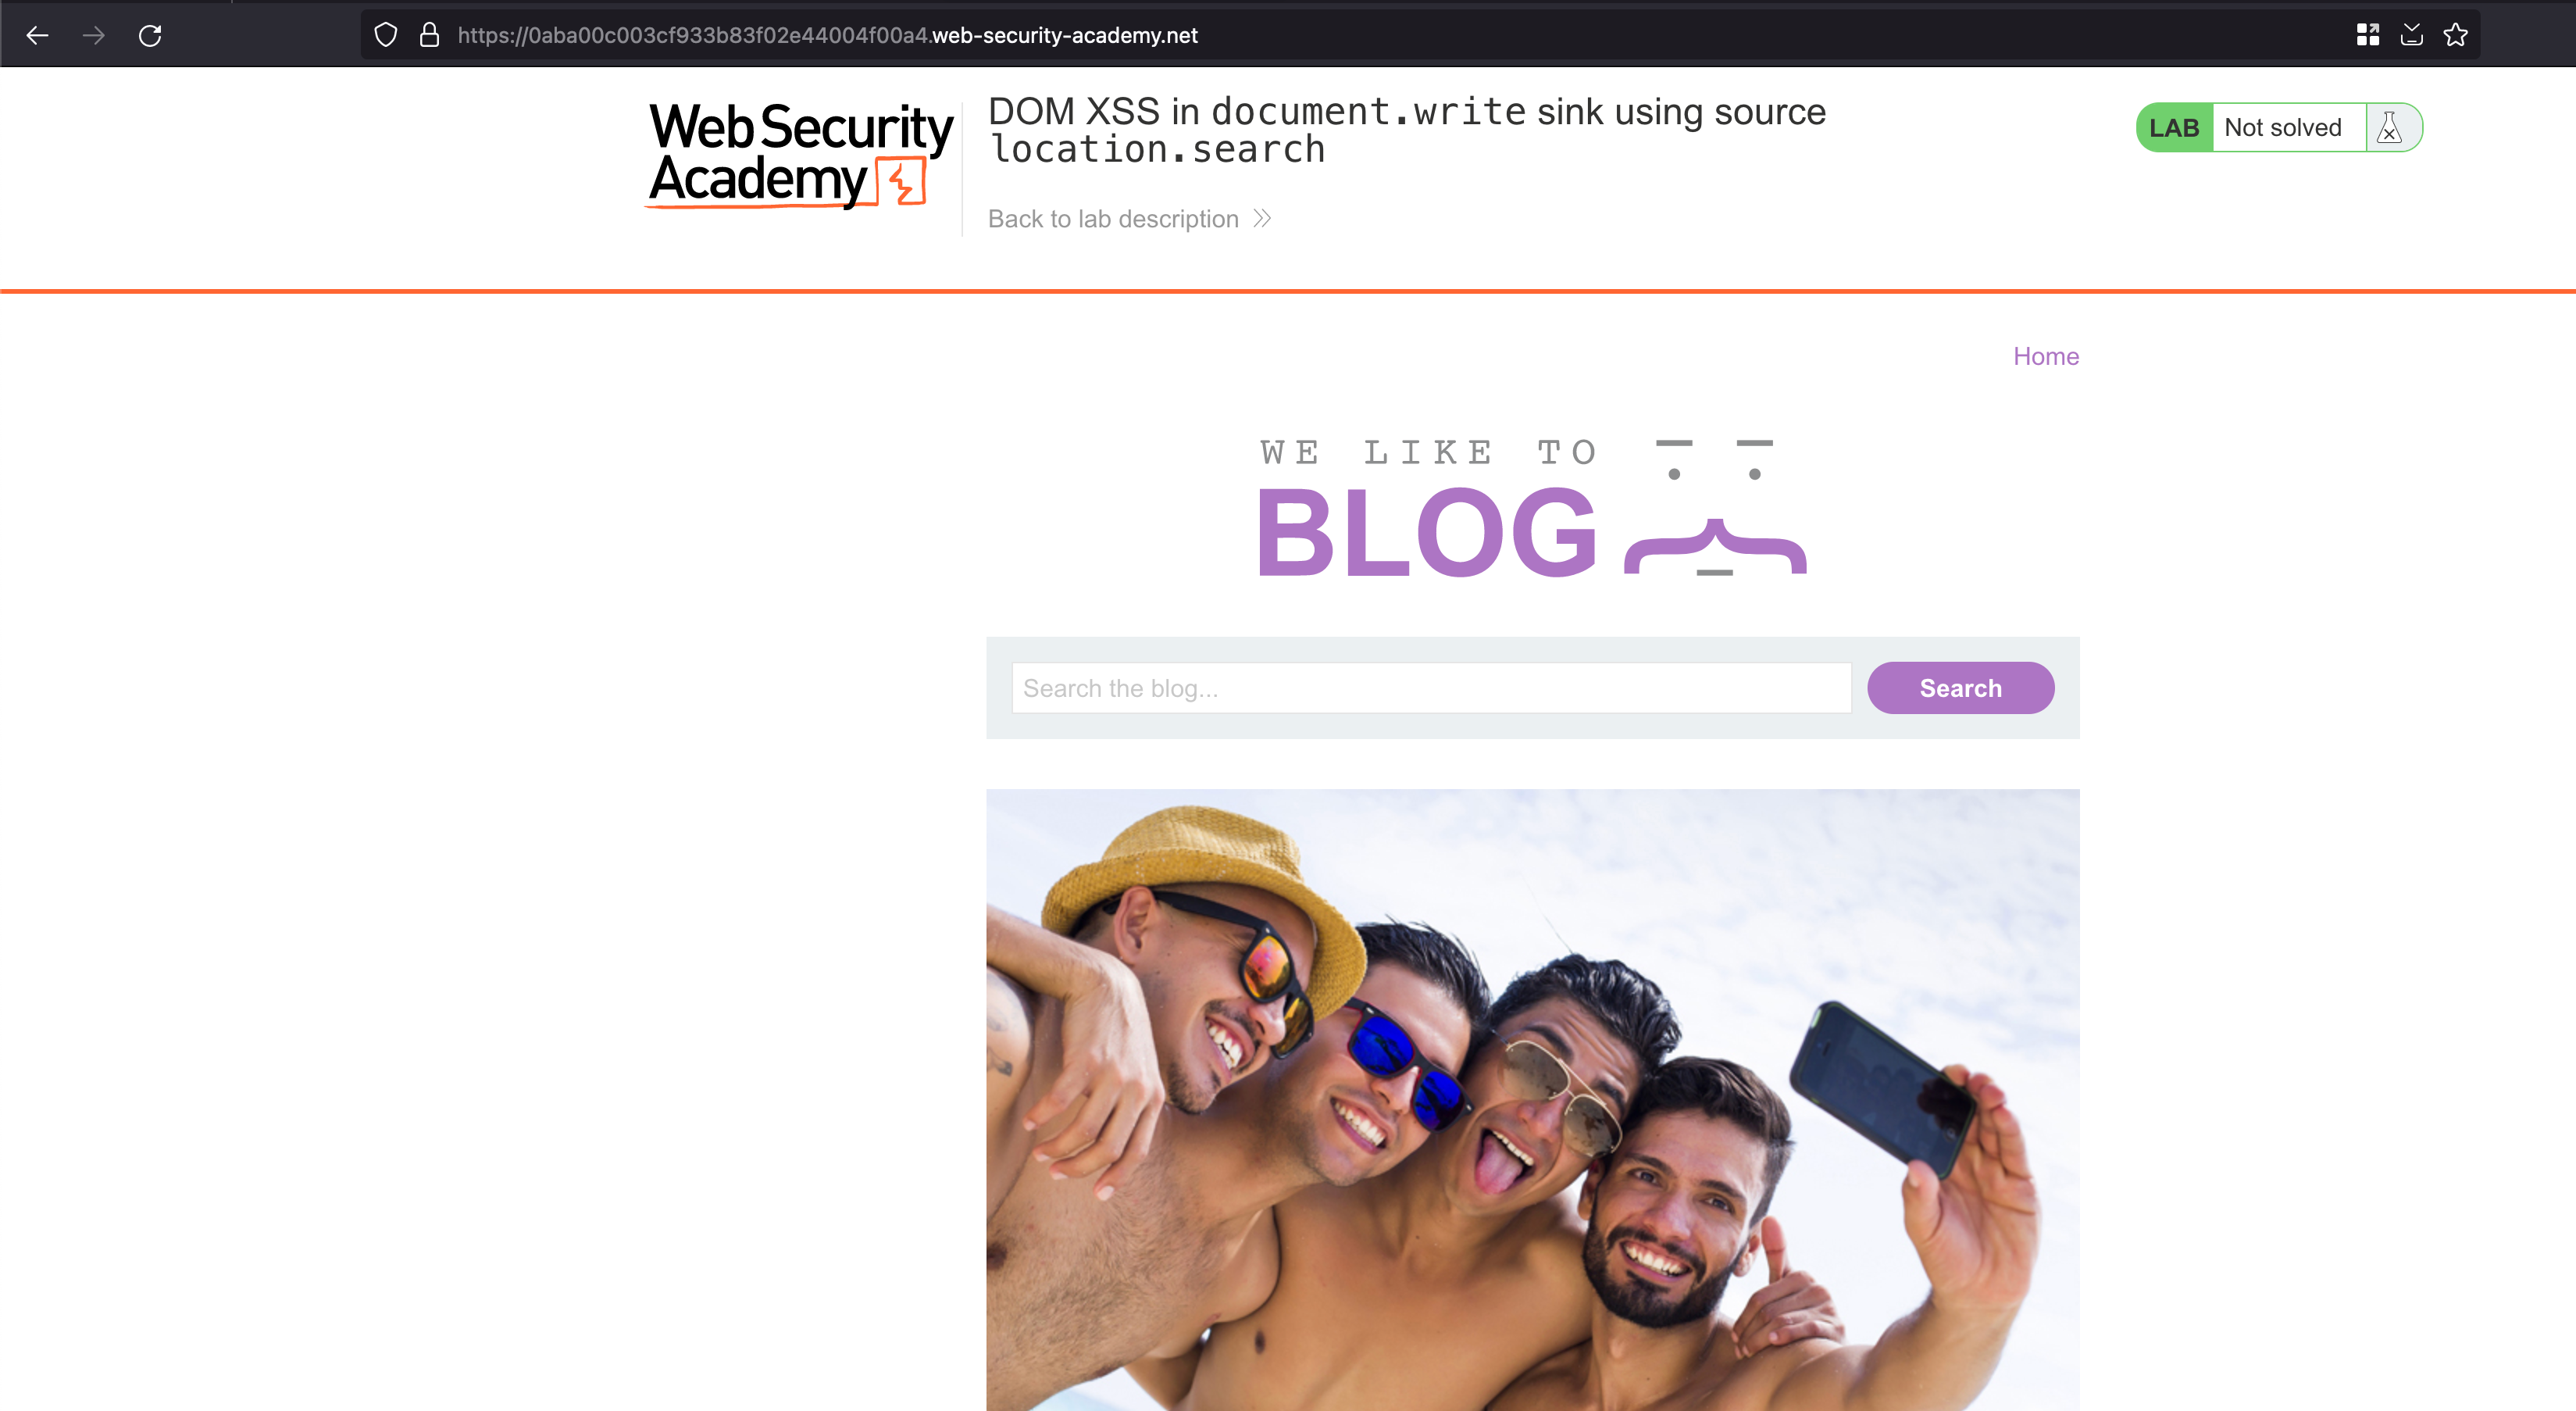 https://0aba00c003cf933b83f02e44004f00a4.web-security-academy.net
Web Security
Academy
DOM XSS in document.write sink using source
location.search
Back to lab description
LAB Not solved
Home
WE LIKE TO
BLOG
Search the blog...
Search